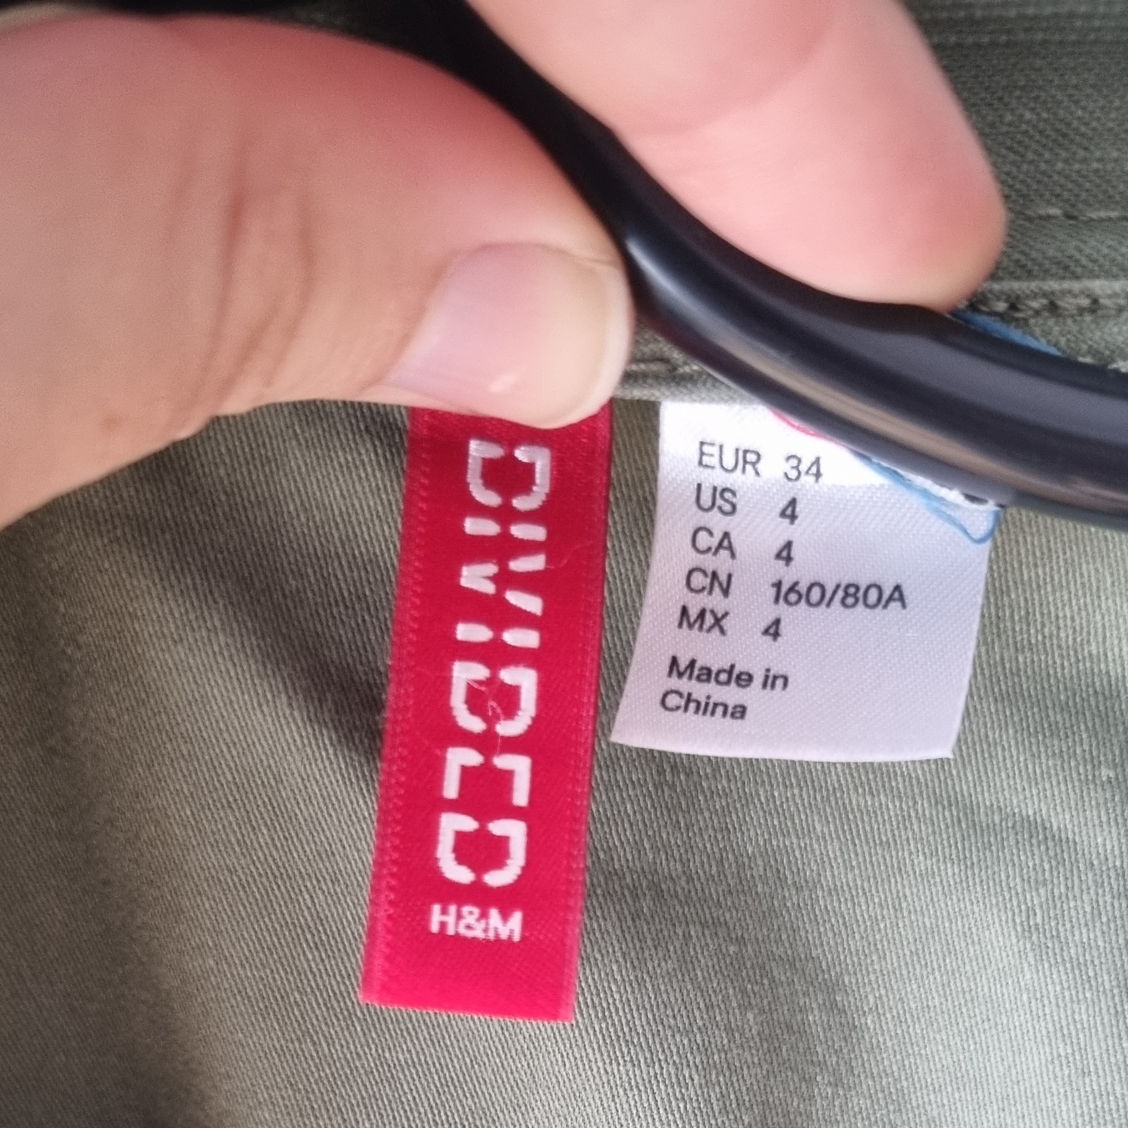 DIVIDED
H&M
EUR 34
US 4
CA 4
CN 160/80A
MX 4
Made in
China